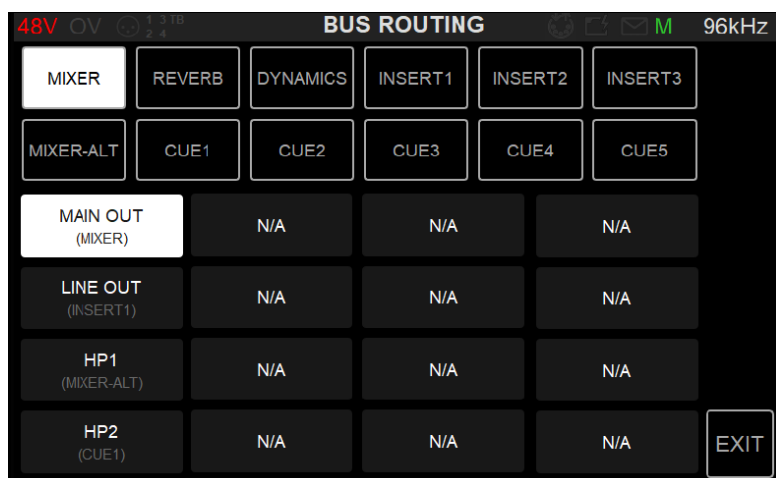 48V OV 1 3 TB BUS ROUTING M 96kHz
2 4
MIXER REVERB DYNAMICS INSERT1 INSERT2 INSERT3
MIXER-ALT CUE1 CUE2 CUE3 CUE4 CUE5
MAIN OUT N/A N/A N/A
(MIXER)
LINE OUT N/A N/A N/A
(INSERT1)
HP1 N/A N/A N/A
(MIXER-ALT)
HP2 N/A N/A N/A EXIT
(CUE1)